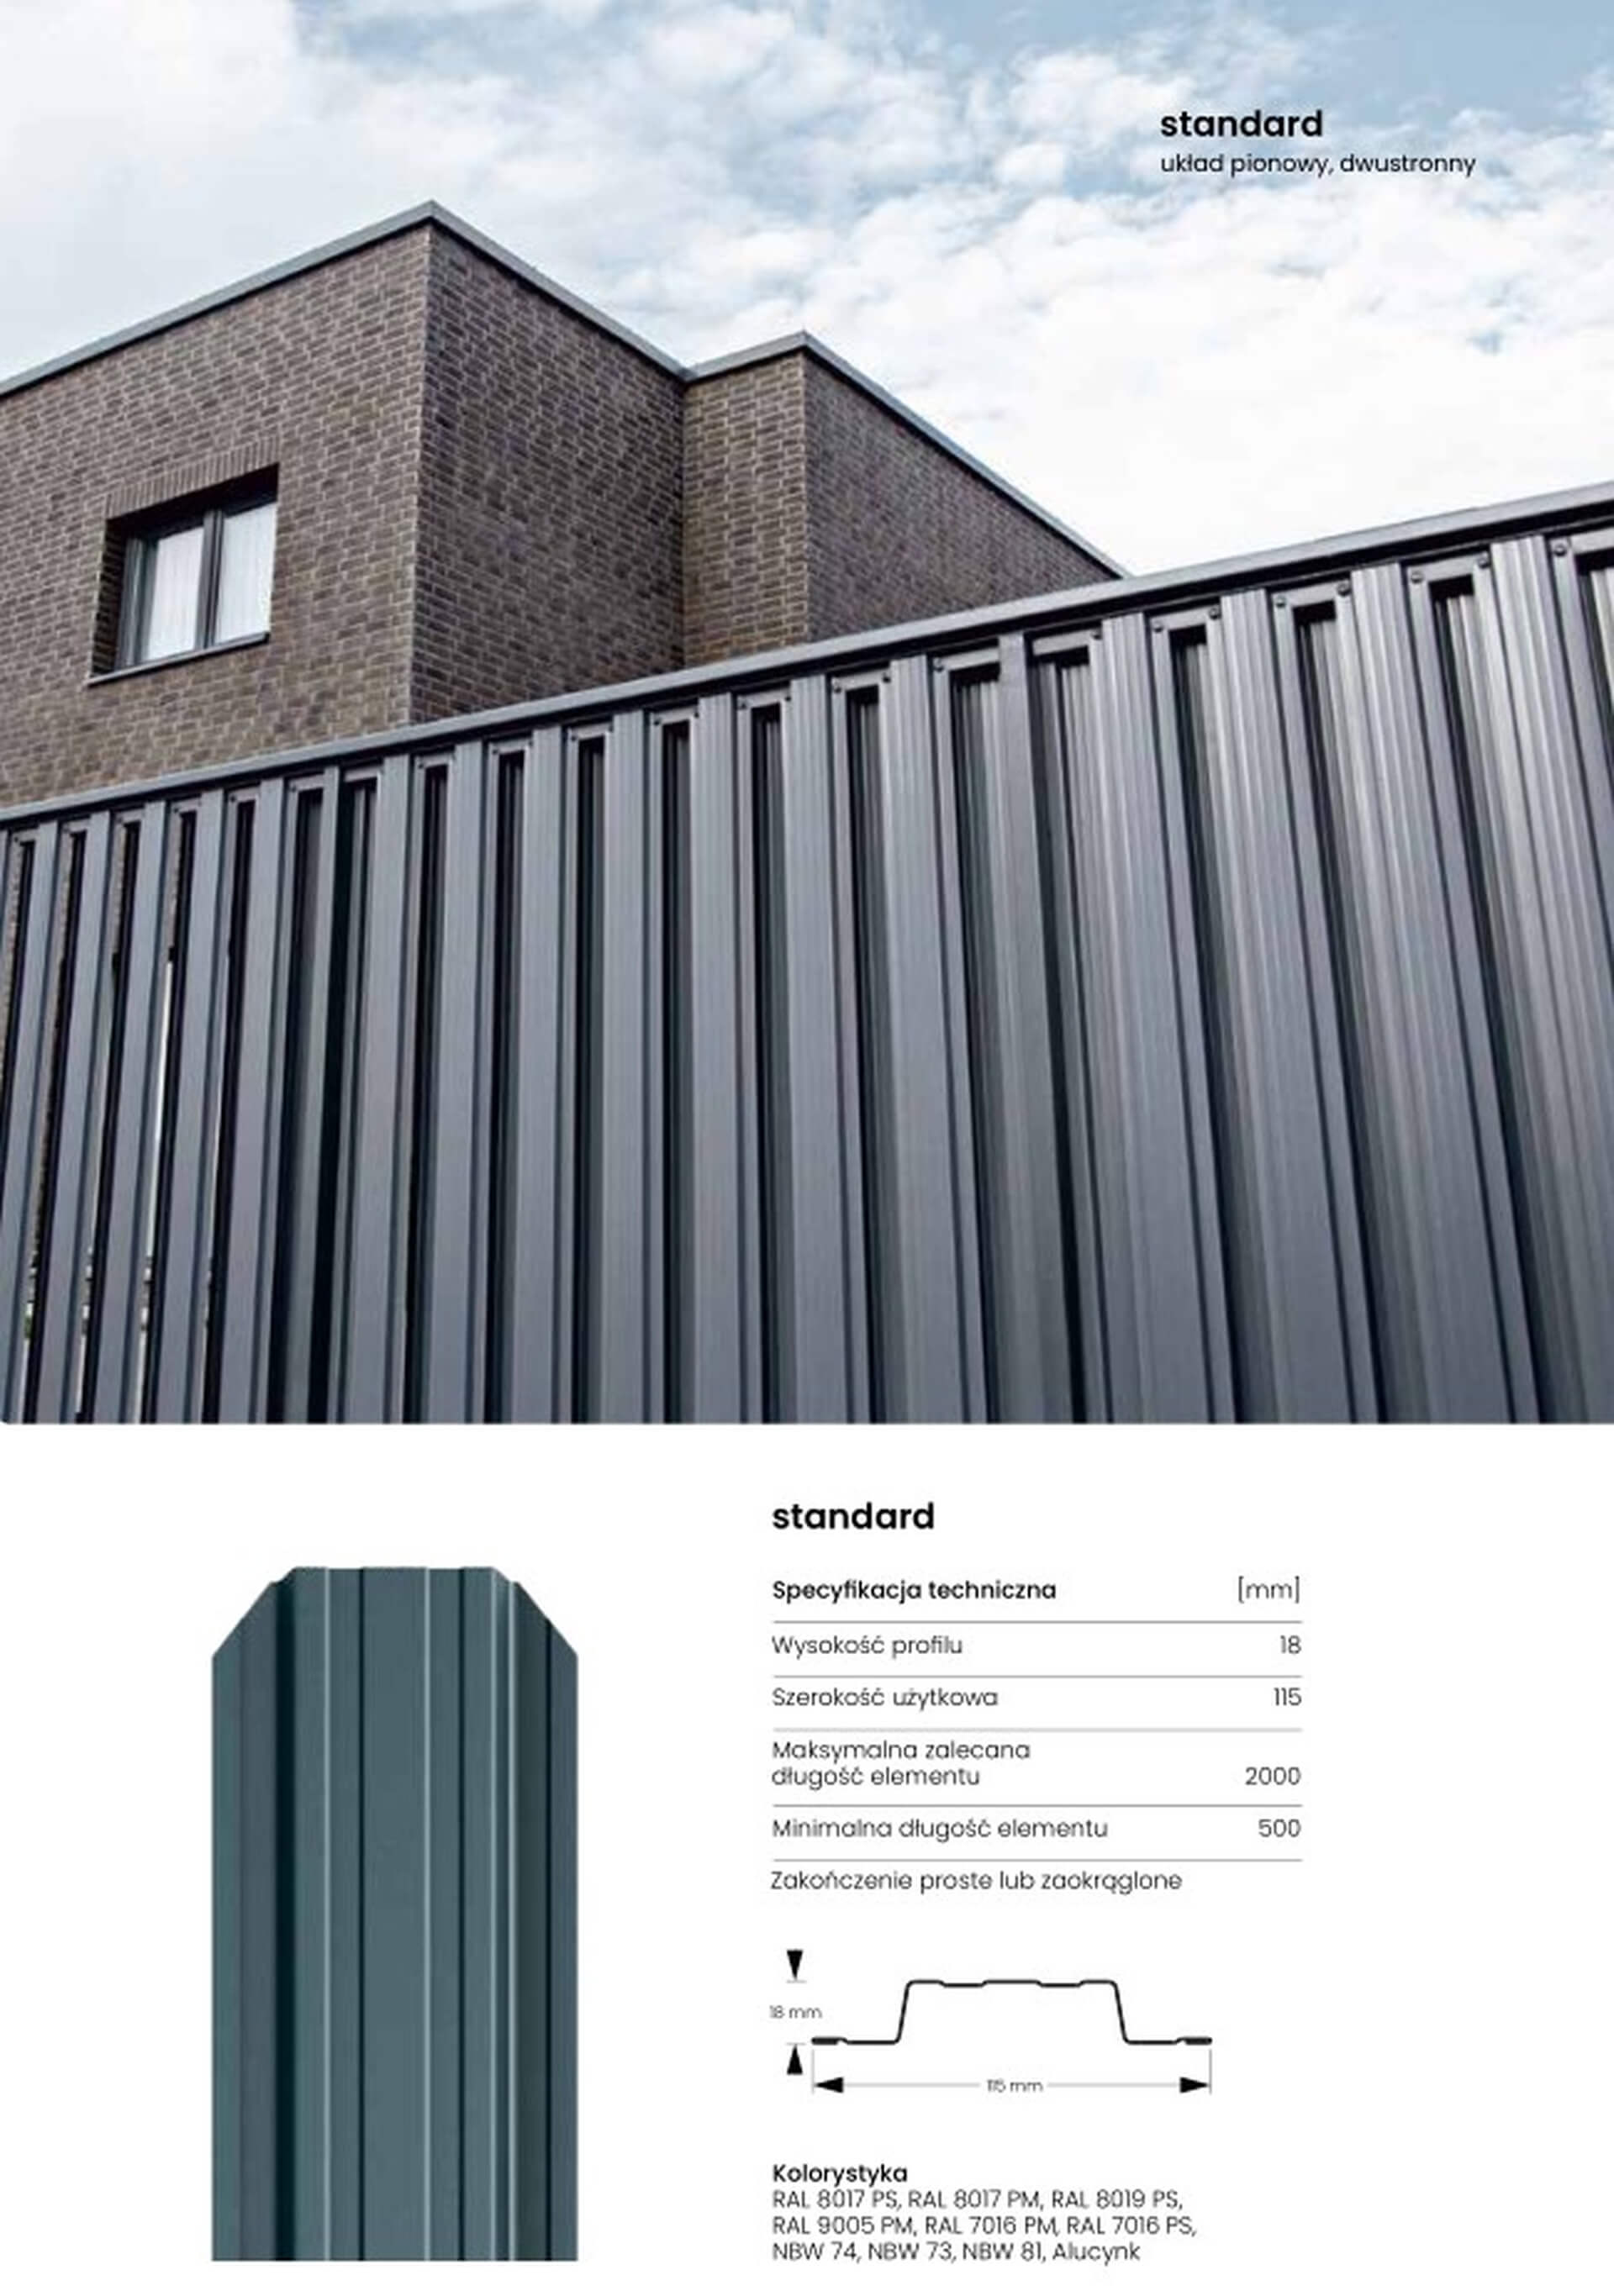 standard
układ pionowy, dwustronny
standard
Specyfikacja techniczna [mm]
Wysokość profilu 18
Szerokość użytkowa 115
Maksymalna zalecana
długość elementu 2000
Minimalna długość elementu 500
Zakończenie proste lub zaokrąglone
18 mm
115 mm
Kolorystyka
RAL 8017 PS, RAL 8017 PM, RAL 8019 PS,
RAL 9005 PM, RAL 7016 PM, RAL 7016 PS,
NBW 74, NBW 73, NBW 81, Alucynk